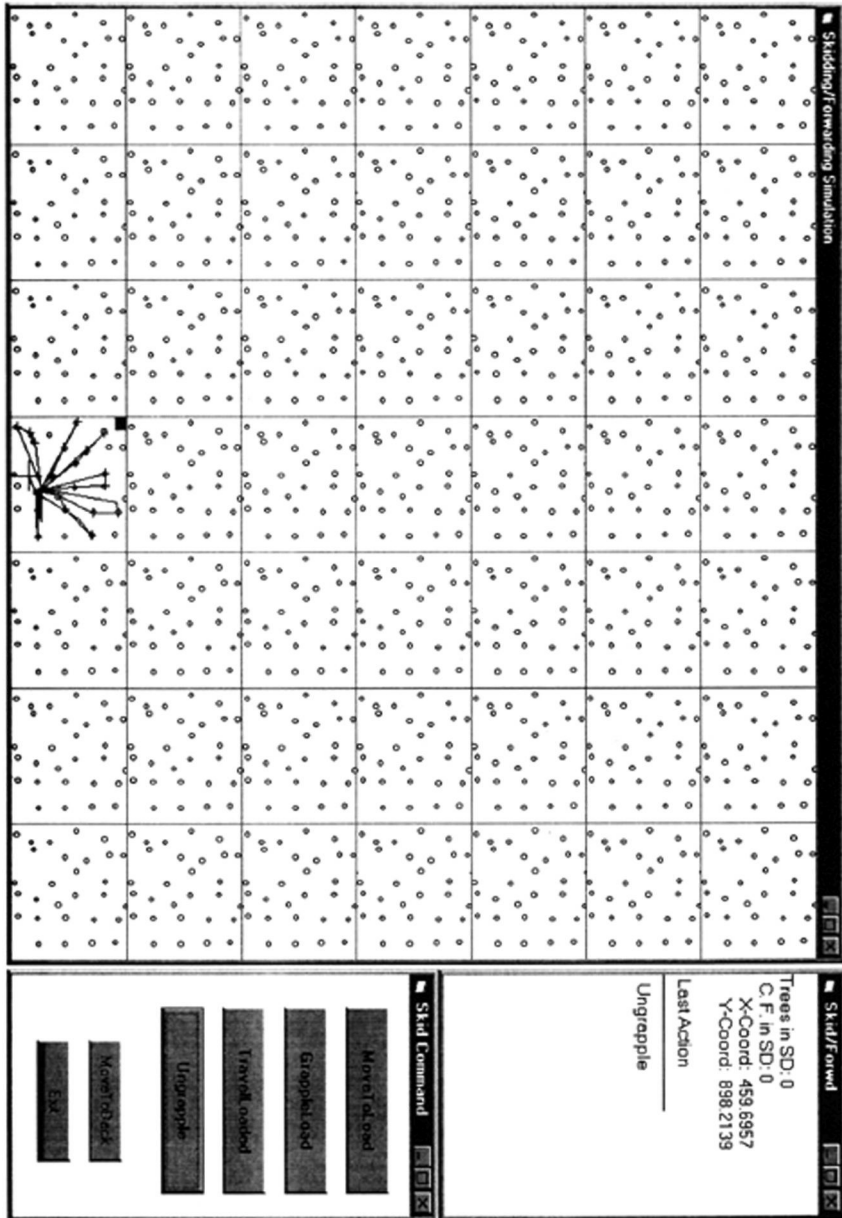 Skidding/Forwarding Simulation
Skid/Forwd
Trees in SD: 0
C. F. in SD: 0
X-Coord: 459.6957
Y-Coord: 898.2139
Last Action
Ungrapple
Skid Command
MoveToLoad
GrappleLoad
TravelLoaded
Ungrapple
MoveToDeck
Exit